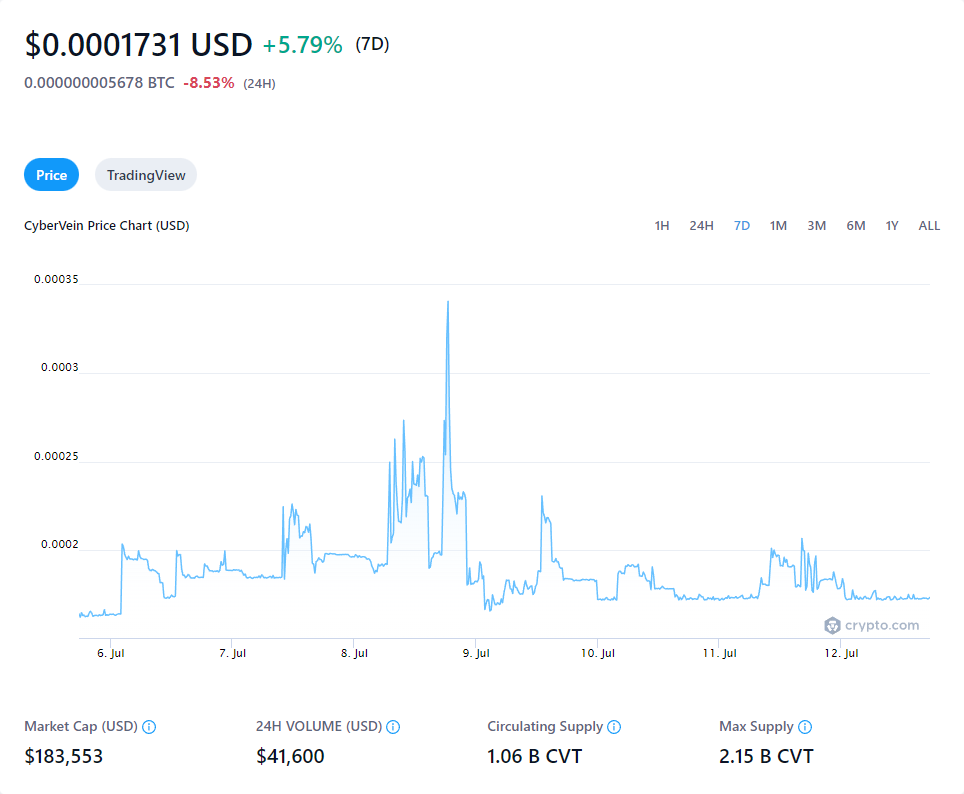 $0.0001731 USD +5.79% (7D)
0.000000005678 BTC -8.53% (24H)
Price TradingView
CyberVein Price Chart (USD) 1H 24H 7D 1M 3M 6M 1Y ALL
0.00035
0.0003
0.00025
0.0002
crypto.com
6. Jul 7. Jul 8. Jul 9. Jul 10. Jul 11. Jul 12. Jul
Market Cap (USD) 24H VOLUME (USD) Circulating Supply Max Supply
$183,553 $41,600 1.06 B CVT 2.15 B CVT